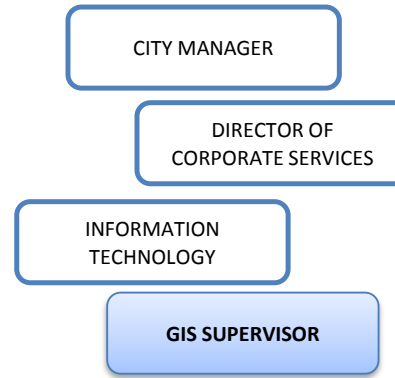 CITY MANAGER
DIRECTOR OF
CORPORATE SERVICES
INFORMATION
TECHNOLOGY
GIS SUPERVISOR